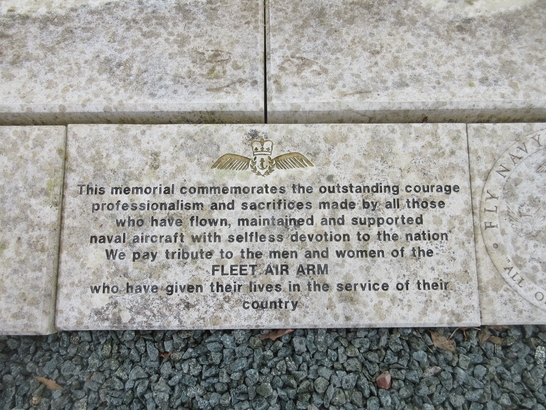 This memorial commemorates the outstanding courage
professionalism and sacrifices made by all those
who have flown, maintained and supported
naval aircraft with selfless devotion to the nation
We pay tribute to the men and women of the
FLEET AIR ARM
who have given their lives in the service of their
country
FLY NAVY